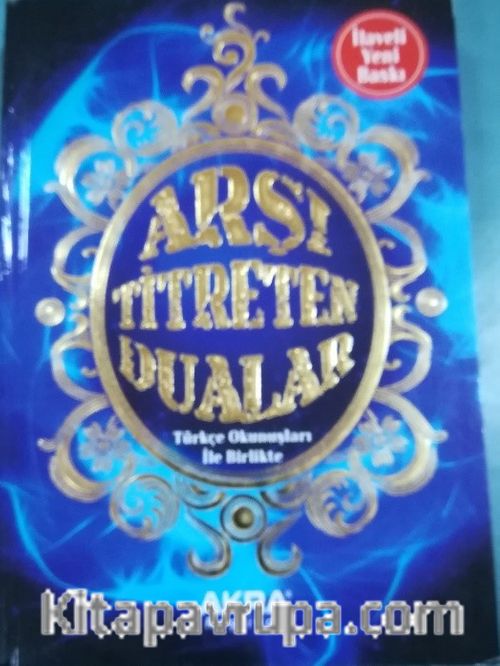 İlaveli
Yeni
Baskı
ARŞI
TİTRETEN
DUALAR
Türkçe Okunuşları
İle Birlikte
AKRA
Kitapavrupa.com